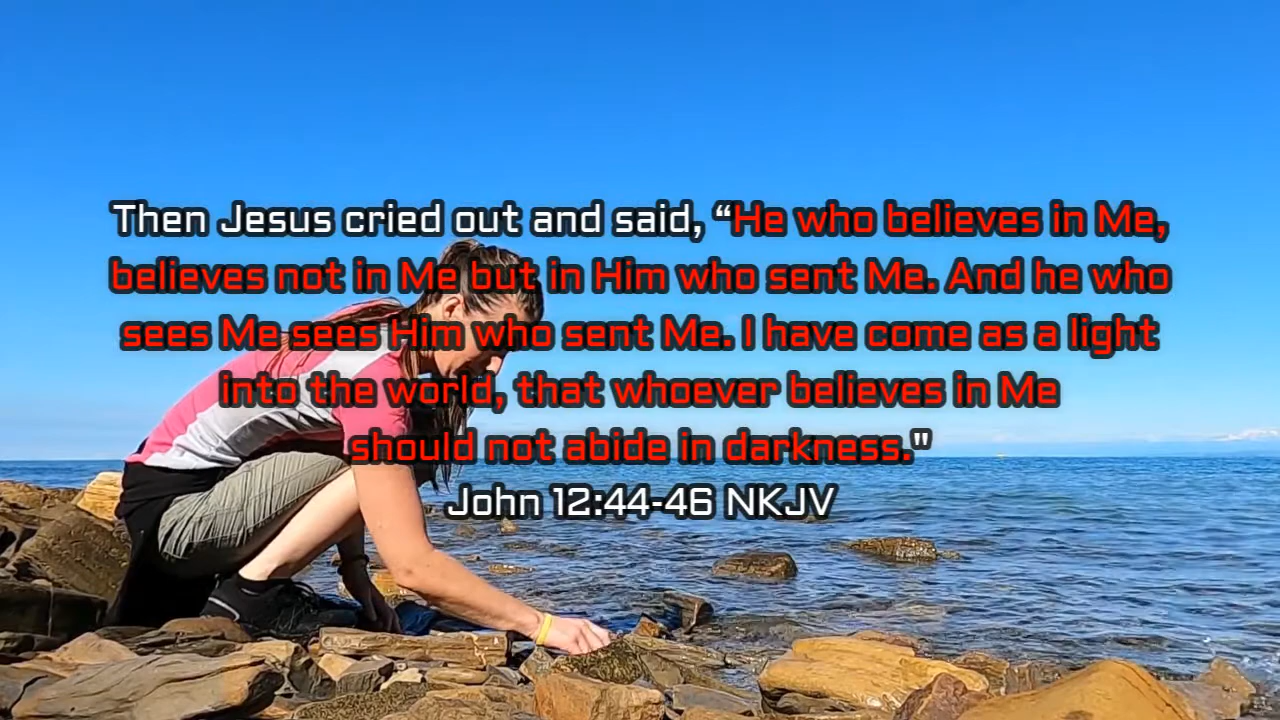 Then Jesus cried out and said, “He who believes in Me,
believes not in Me but in Him who sent Me. And he who
sees Me sees Him who sent Me. I have come as a light
into the world, that whoever believes in Me
should not abide in darkness."
John 12:44-46 NKJV